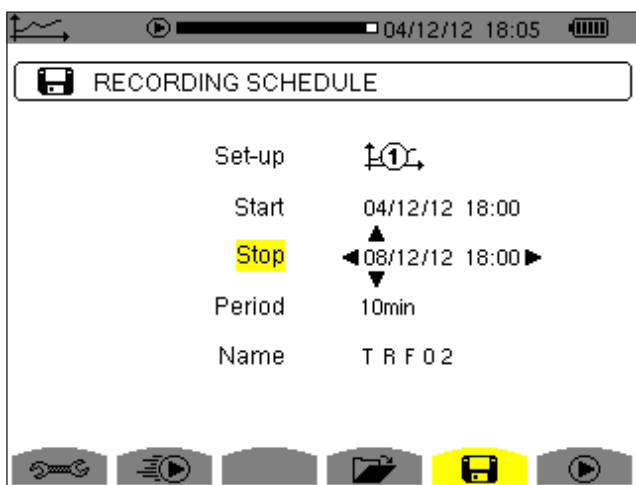 04/12/12 18:05
RECORDING SCHEDULE
Set-up 1
Start 04/12/12 18:00
Stop 08/12/12 18:00
Period 10min
Name T R F 0 2